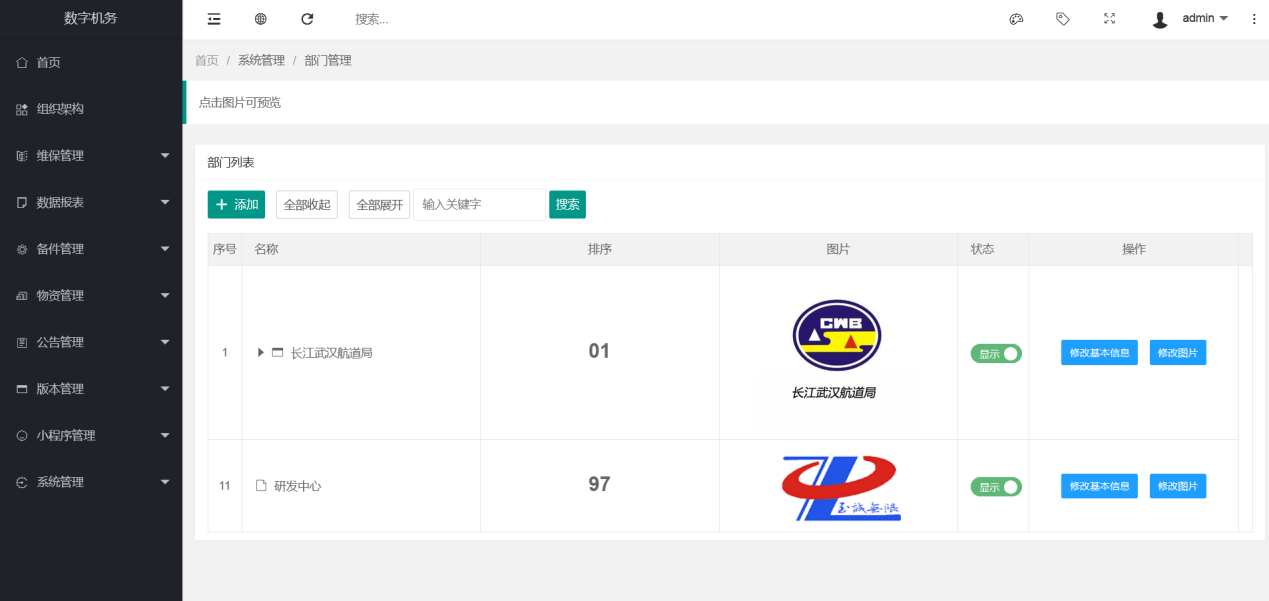 数字机务
搜索...
admin
首页
组织架构
维保管理
数据报表
备件管理
物资管理
公告管理
版本管理
小程序管理
系统管理
首页 / 系统管理 / 部门管理
点击图片可预览
部门列表
添加 全部收起 全部展开 输入关键字 搜索
序号 名称 排序 图片 状态 操作
CWB
1 长江武汉航道局 01 显示 修改基本信息 修改图片
长江武汉航道局
11 研发中心 97 显示 修改基本信息 修改图片